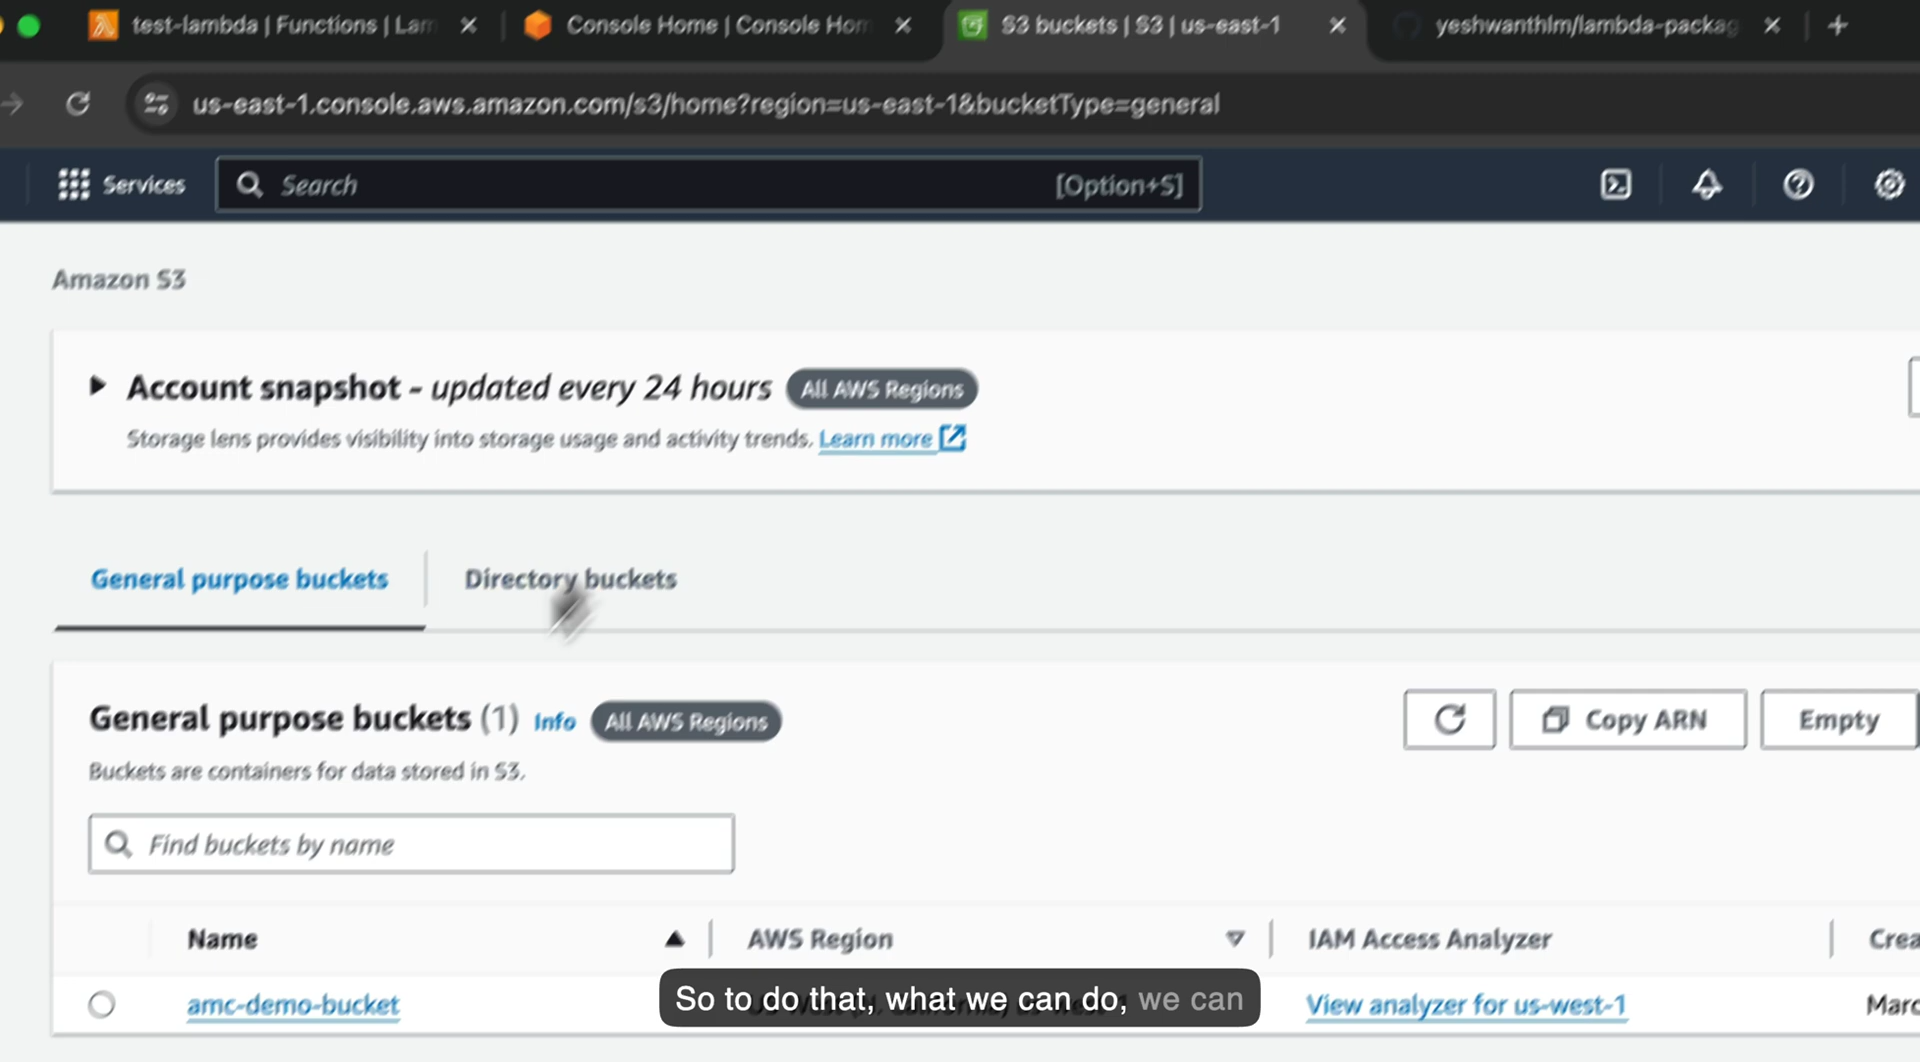 test-lambda | Functions | Lam
Console Home | Console Hom
S3 buckets | S3 | us-east-1
yeshwanthlm/lambda-packag
us-east-1.console.aws.amazon.com/s3/home?region=us-east-1&bucketType=general
Services
Search
[Option+S]
Amazon S3
Account snapshot - updated every 24 hours
All AWS Regions
Storage lens provides visibility into storage usage and activity trends. Learn more
General purpose buckets
Directory buckets
General purpose buckets (1) Info
All AWS Regions
Buckets are containers for data stored in S3.
Copy ARN
Empty
Find buckets by name
Name
AWS Region
IAM Access Analyzer
Crea
amc-demo-bucket
So to do that, what we can do, we can
View analyzer for us-west-1
Marc